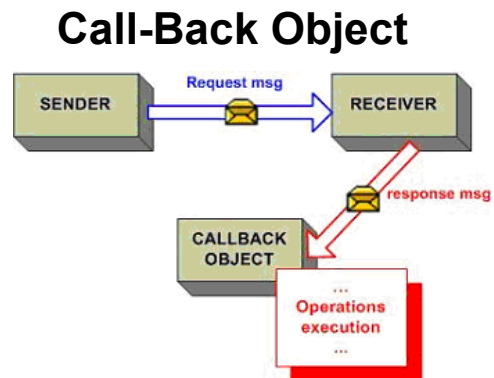 Call-Back Object
Request msg
SENDER
RECEIVER
response msg
CALLBACK
OBJECT
...
Operations
execution
...